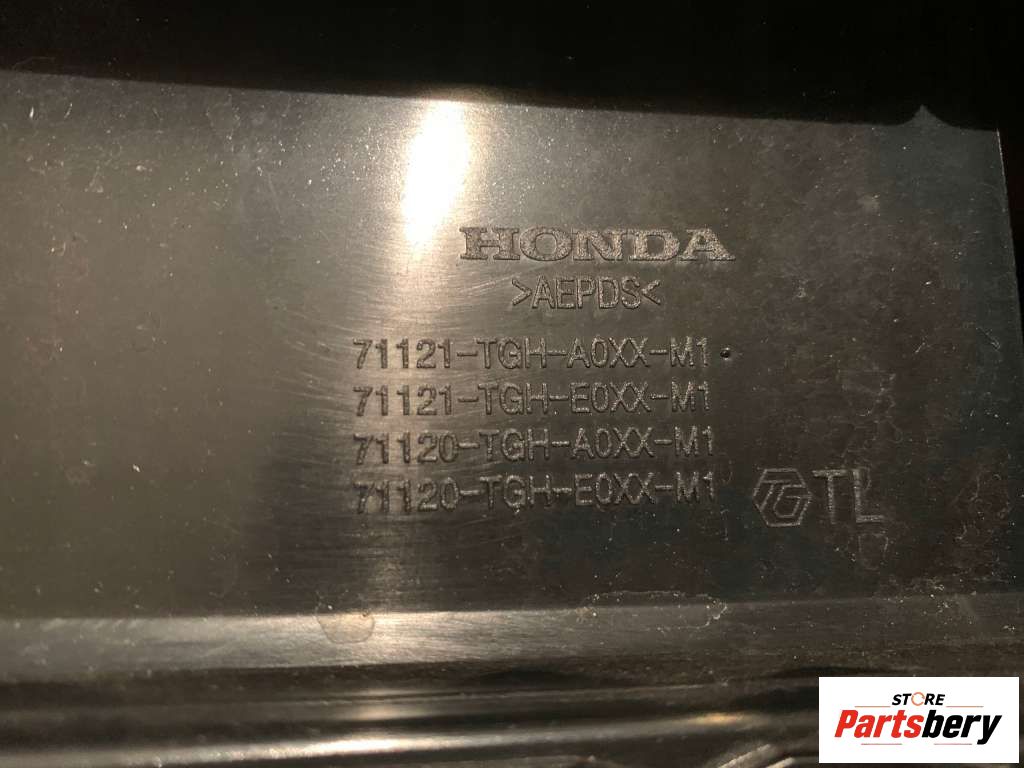 HONDA
>AEPDS<
71121-TGH-A0XX-M1
71121-TGH-E0XX-M1
71120-TGH-A0XX-M1
71120-TGH-E0XX-M1
TG TL
STORE
Partsbery